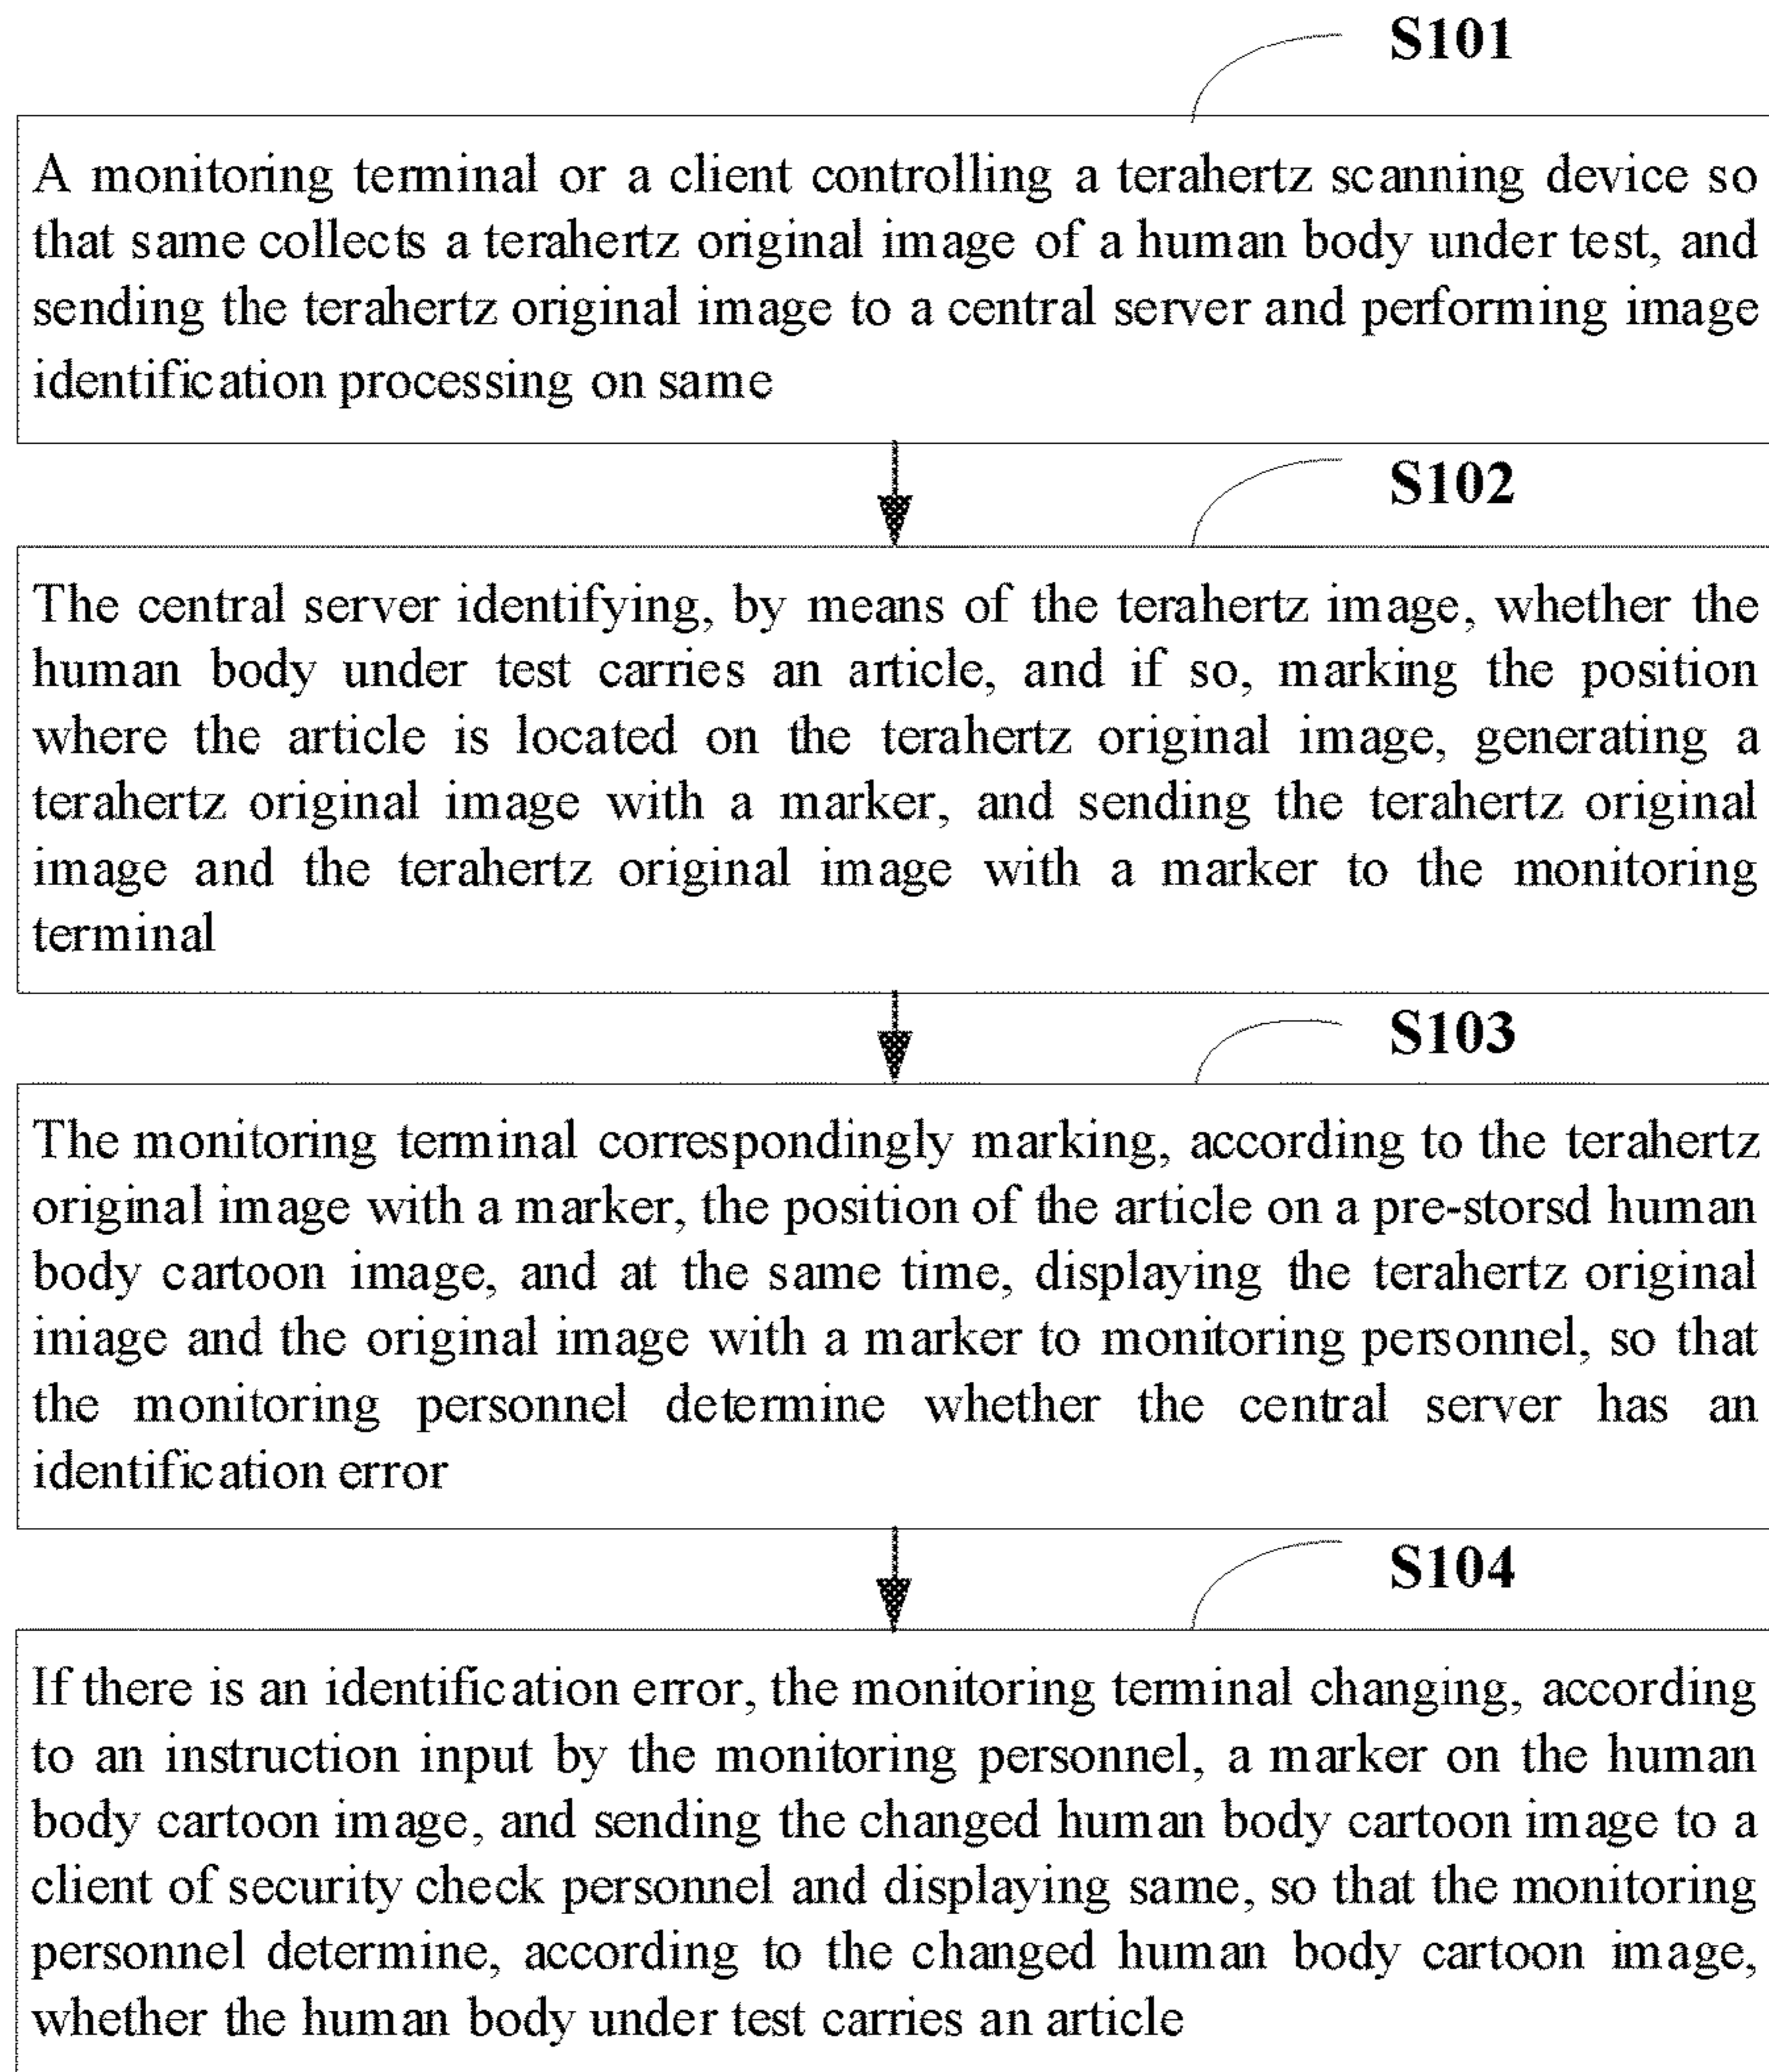 S101
A monitoring terminal or a client controlling a terahertz scanning device so
that same collects a terahertz original image of a human body under test, and
sending the terahertz original image to a central server and performing image
identification processing on same
S102
The central server identifying, by means of the terahertz image, whether the
human body under test carries an article, and if so, marking the position
where the article is located on the terahertz original image, generating a
terahertz original image with a marker, and sending the terahertz original
image and the terahertz original image with a marker to the monitoring
terminal
S103
The monitoring terminal correspondingly marking, according to the terahertz
original image with a marker, the position of the article on a pre-storsd human
body cartoon image, and at the same time, displaying the terahertz original
iniage and the original image with a marker to monitoring personnel, so that
the monitoring personnel determine whether the central server has an
identification error
S104
If there is an identification error, the monitoring terminal changing, according
to an instruction input by the monitoring personnel, a marker on the human
body cartoon image, and sending the changed human body cartoon image to a
client of security check personnel and displaying same, so that the monitoring
personnel determine, according to the changed human body cartoon image,
whether the human body under test carries an article